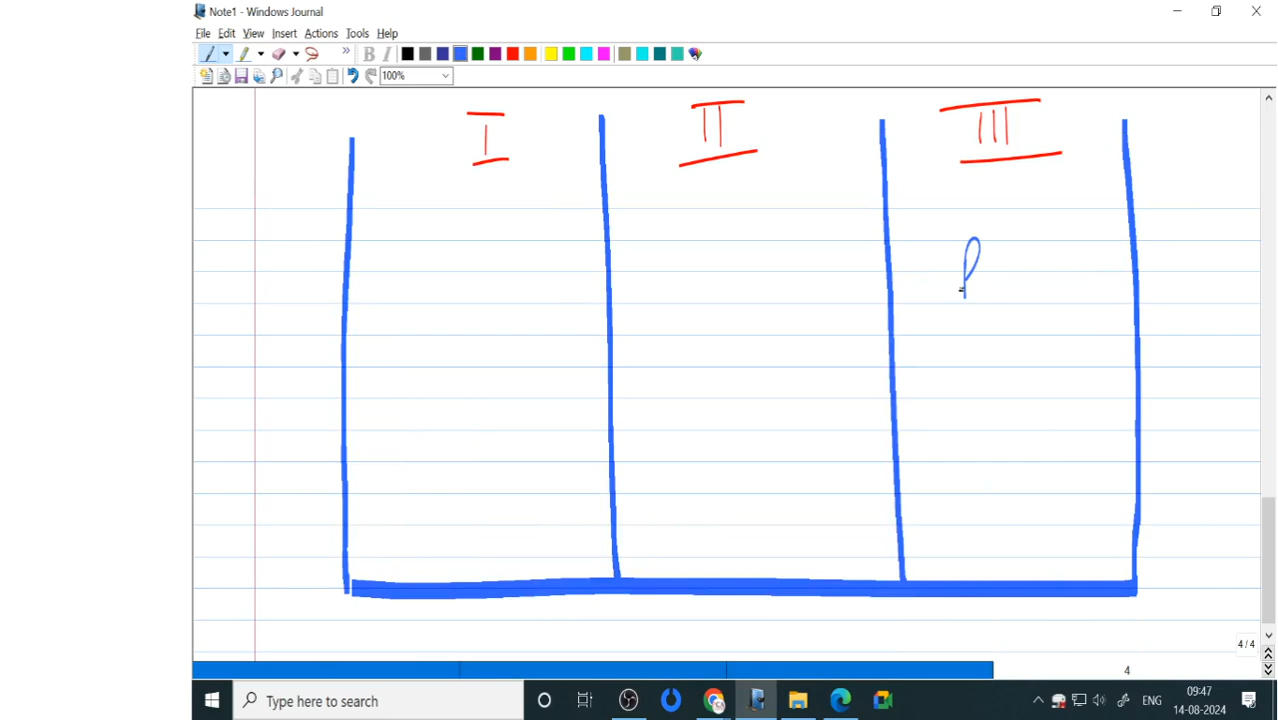 Note1 - Windows Journal
File Edit View Insert Actions Tools Help
B I
100%
I II III
P
4 / 4
4
Type here to search
ENG
09:47
14-08-2024